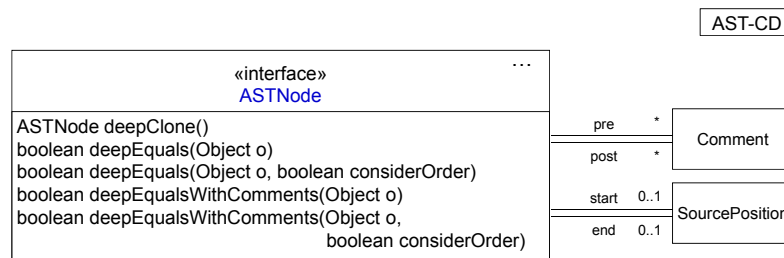 AST-CD
…
«interface»
ASTNode
ASTNode deepClone()
boolean deepEquals(Object o)
boolean deepEquals(Object o, boolean considerOrder)
boolean deepEqualsWithComments(Object o)
boolean deepEqualsWithComments(Object o,
boolean considerOrder)
pre *
post *
Comment
start 0..1
end 0..1
SourcePosition